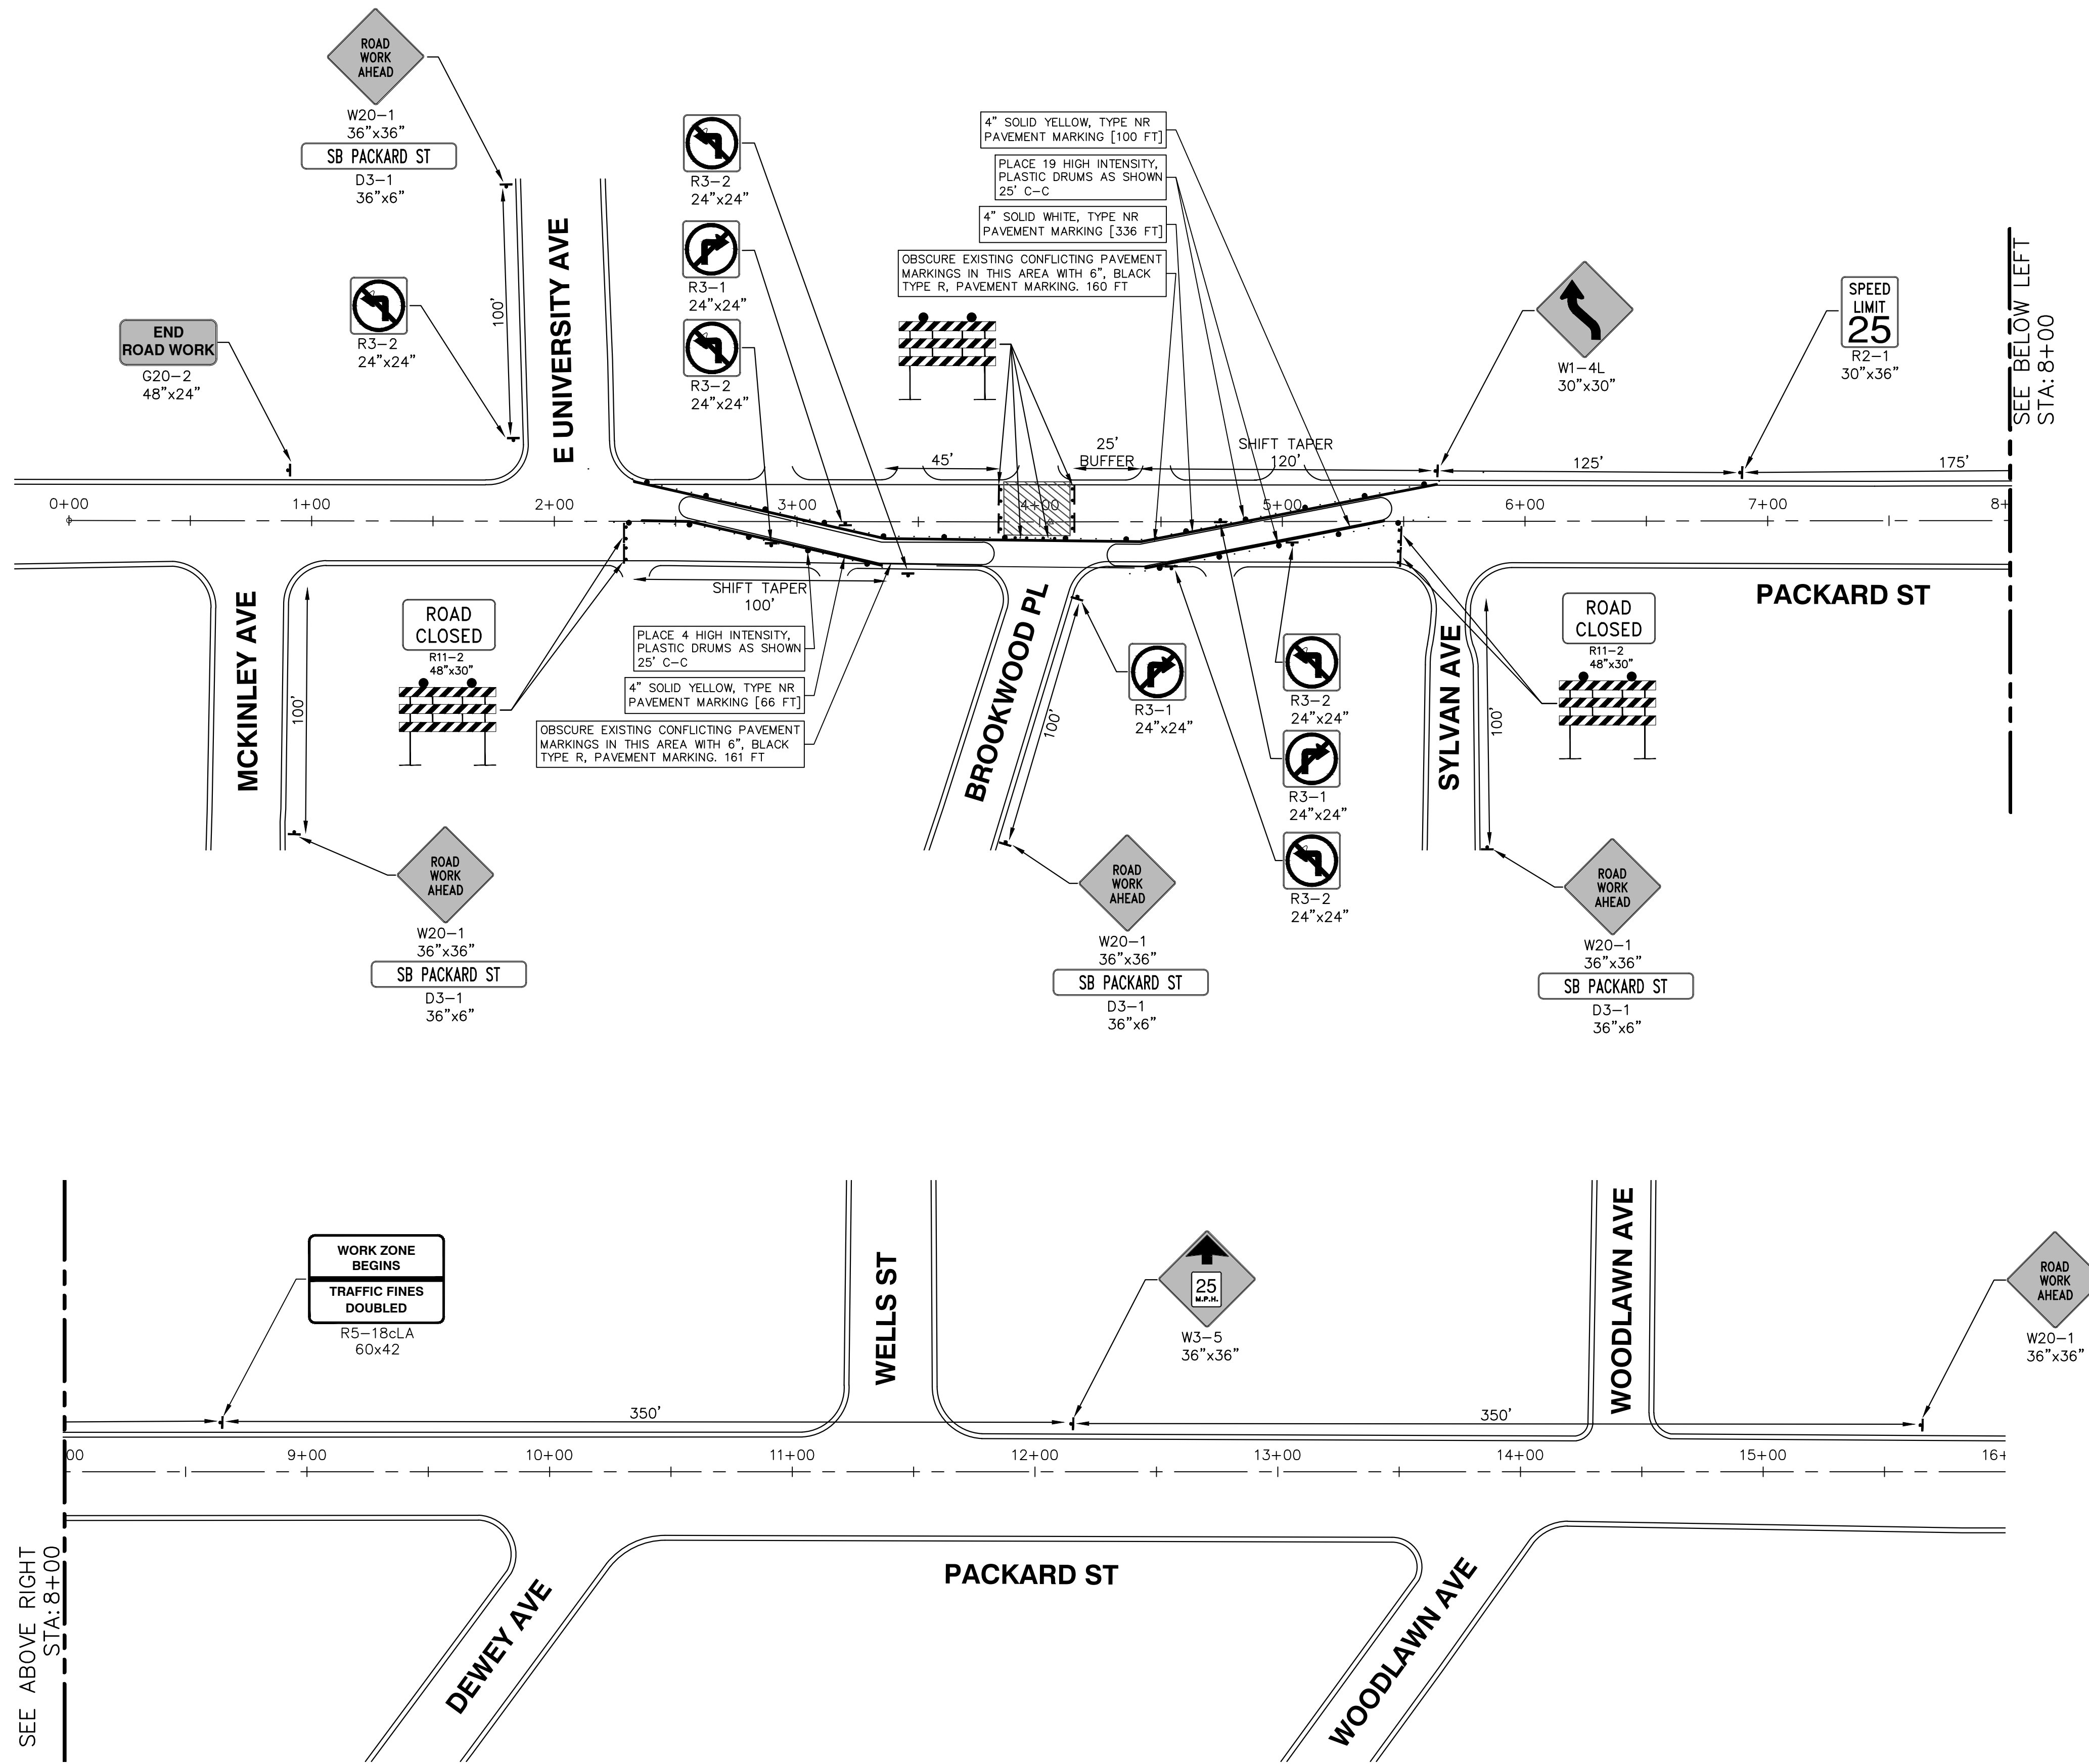 ROAD
WORK
AHEAD
W20-1
36"x36"
SB PACKARD ST
D3-1
36"x6"
END
ROAD WORK
G20-2
48"x24"
R3-2
24"x24"
100'
E UNIVERSITY AVE
R3-2
24"x24"
R3-1
24"x24"
R3-2
24"x24"
4" SOLID YELLOW, TYPE NR
PAVEMENT MARKING [100 FT]
PLACE 19 HIGH INTENSITY,
PLASTIC DRUMS AS SHOWN
25' C-C
4" SOLID WHITE, TYPE NR
PAVEMENT MARKING [336 FT]
OBSCURE EXISTING CONFLICTING PAVEMENT
MARKINGS IN THIS AREA WITH 6", BLACK
TYPE R, PAVEMENT MARKING. 160 FT
W1-4L
30"x30"
SPEED
LIMIT
25
R2-1
30"x36"
SEE BELOW LEFT
STA: 8+00
45'
25'
BUFFER
SHIFT TAPER
120'
125'
175'
0+00
1+00
2+00
3+00
4+00
5+00
6+00
7+00
8+
SHIFT TAPER
100'
PACKARD ST
MCKINLEY AVE
100'
ROAD
CLOSED
R11-2
48"x30"
PLACE 4 HIGH INTENSITY,
PLASTIC DRUMS AS SHOWN
25' C-C
4" SOLID YELLOW, TYPE NR
PAVEMENT MARKING [66 FT]
OBSCURE EXISTING CONFLICTING PAVEMENT
MARKINGS IN THIS AREA WITH 6", BLACK
TYPE R, PAVEMENT MARKING. 161 FT
BROOKWOOD PL
100'
R3-1
24"x24"
R3-2
24"x24"
R3-1
24"x24"
R3-2
24"x24"
SYLVAN AVE
100'
ROAD
CLOSED
R11-2
48"x30"
ROAD
WORK
AHEAD
W20-1
36"x36"
SB PACKARD ST
D3-1
36"x6"
ROAD
WORK
AHEAD
W20-1
36"x36"
SB PACKARD ST
D3-1
36"x6"
ROAD
WORK
AHEAD
W20-1
36"x36"
SB PACKARD ST
D3-1
36"x6"
WORK ZONE
BEGINS
TRAFFIC FINES
DOUBLED
R5-18cLA
60x42
WELLS ST
25
M.P.H.
W3-5
36"x36"
WOODLAWN AVE
ROAD
WORK
AHEAD
W20-1
36"x36"
350'
350'
00
9+00
10+00
11+00
12+00
13+00
14+00
15+00
16+
SEE ABOVE RIGHT
STA: 8+00
DEWEY AVE
PACKARD ST
WOODLAWN AVE